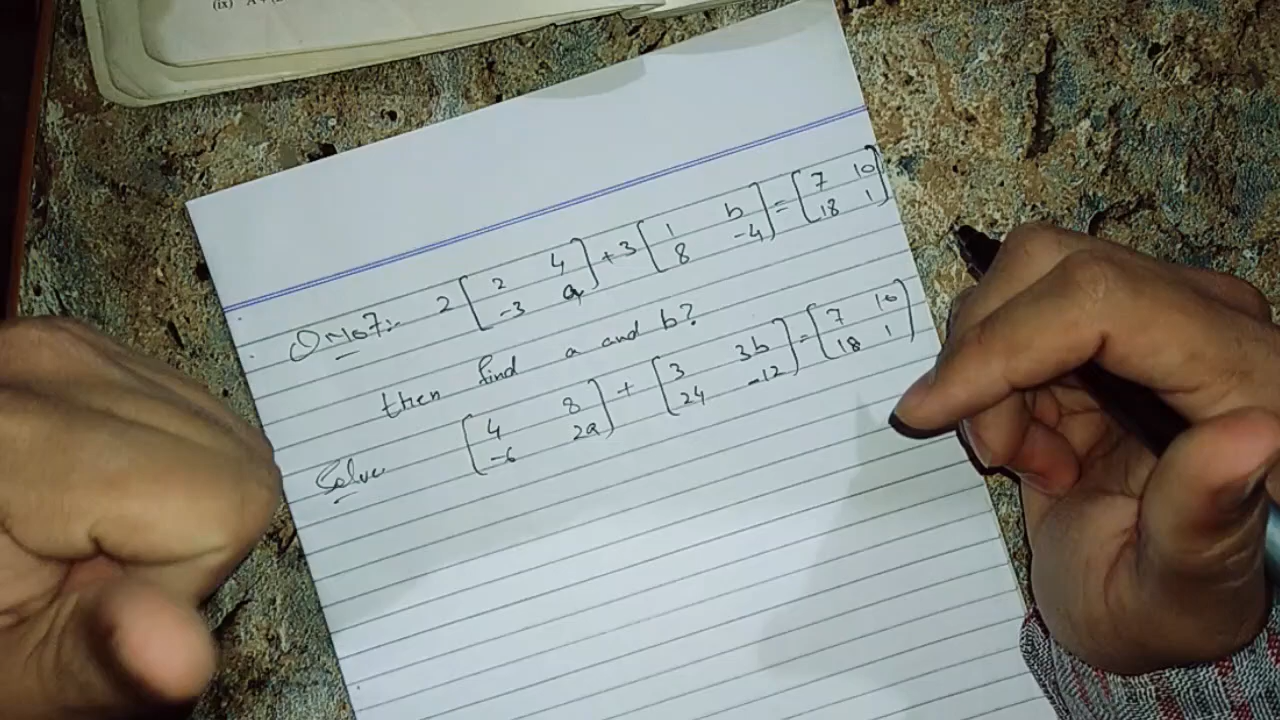 (ix) A
Q No 7:- 2 [2 4 -3 a] + 3 [1 b 8 -4] = [7 10 18 1]
then find a and b?
Solve [4 8 -6 2a] + [3 3b 24 -12] = [7 10 18 1]